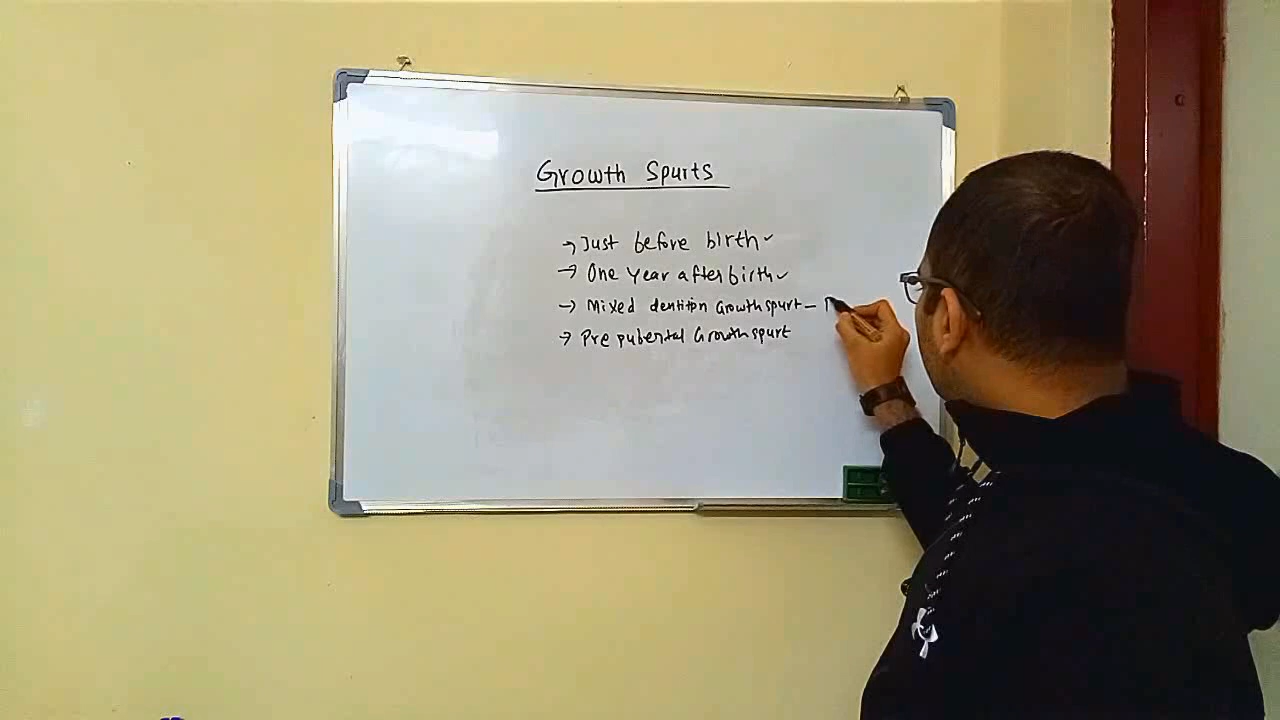 Growth Spurts
→ Just before birth ✓
→ One year after birth ✓
→ Mixed dentition Growth spurt –
→ Pre pubertal Growth spurt